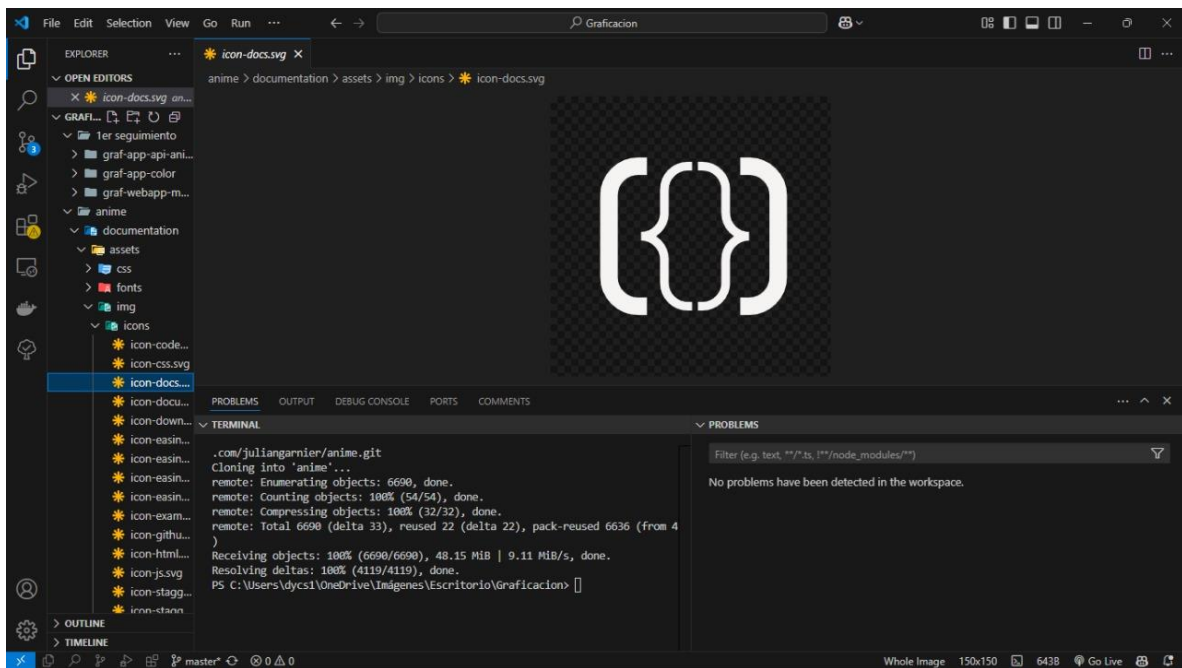 File Edit Selection View Go Run ...
Graficacion
EXPLORER
OPEN EDITORS
icon-docs.svg an...
GRAFI...
1er seguimiento
graf-app-api-ani...
graf-app-color
graf-webapp-m...
anime
documentation
assets
css
fonts
img
icons
icon-code...
icon-css.svg
icon-docs....
icon-docu...
icon-down...
icon-easin...
icon-easin...
icon-easin...
icon-easin...
icon-exam...
icon-githu...
icon-html....
icon-js.svg
icon-stagg...
icon-stagg
OUTLINE
TIMELINE
3
icon-docs.svg
anime > documentation > assets > img > icons > icon-docs.svg
({})
PROBLEMS OUTPUT DEBUG CONSOLE PORTS COMMENTS
TERMINAL
.com/juliangarnier/anime.git
Cloning into 'anime'...
remote: Enumerating objects: 6690, done.
remote: Counting objects: 100% (54/54), done.
remote: Compressing objects: 100% (32/32), done.
remote: Total 6690 (delta 33), reused 22 (delta 22), pack-reused 6636 (from 4
)
Receiving objects: 100% (6690/6690), 48.15 MiB | 9.11 MiB/s, done.
Resolving deltas: 100% (4119/4119), done.
PS C:\Users\dycs1\OneDrive\Imágenes\Escritorio\Graficacion>
PROBLEMS
Filter (e.g. text, **/*.ts, !**/node_modules/**)
No problems have been detected in the workspace.
master* 0 0 Whole Image 150x150 643B Go Live